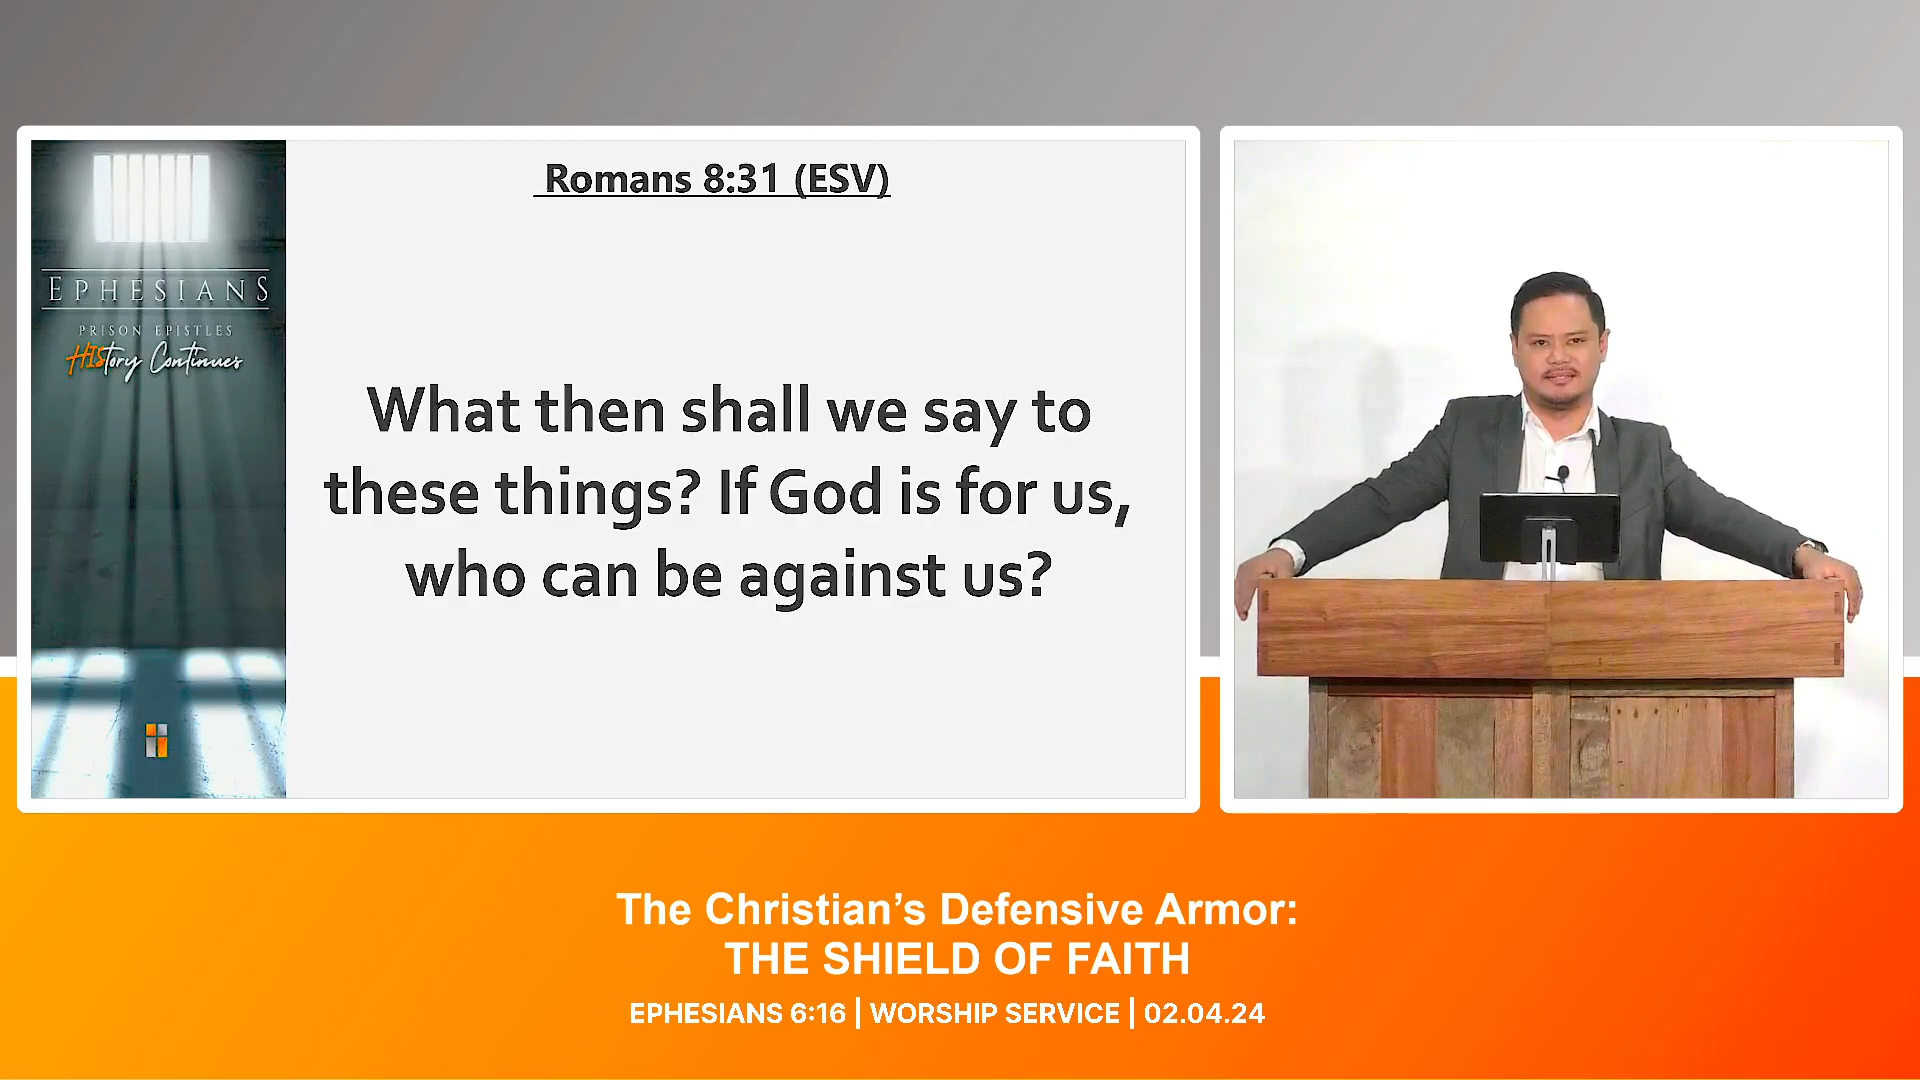 Romans 8:31 (ESV)
EPHESIANS
PRISON EPISTLES
HIStory Continues
What then shall we say to
these things? If God is for us,
who can be against us?
The Christian’s Defensive Armor:
THE SHIELD OF FAITH
EPHESIANS 6:16 | WORSHIP SERVICE | 02.04.24